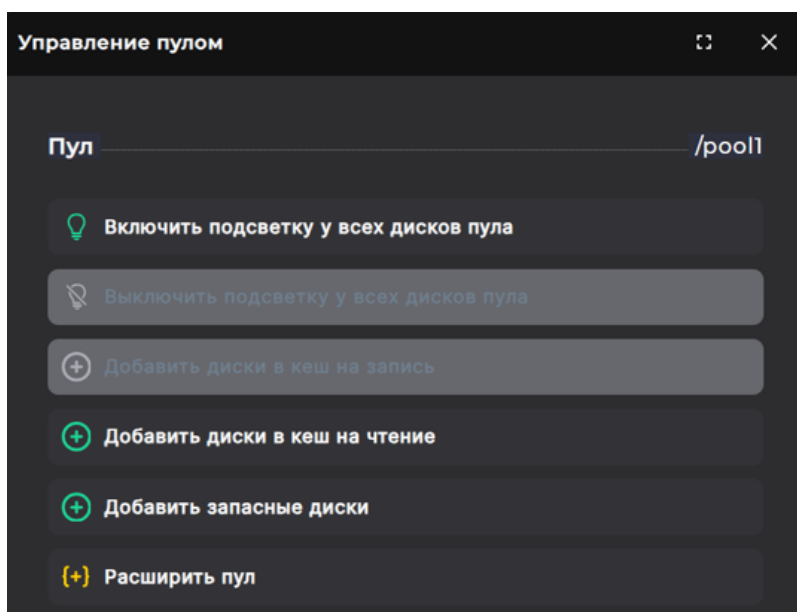 Управление пулом
Пул /pool1
Включить подсветку у всех дисков пула
Выключить подсветку у всех дисков пула
Добавить диски в кеш на запись
Добавить диски в кеш на чтение
Добавить запасные диски
Расширить пул